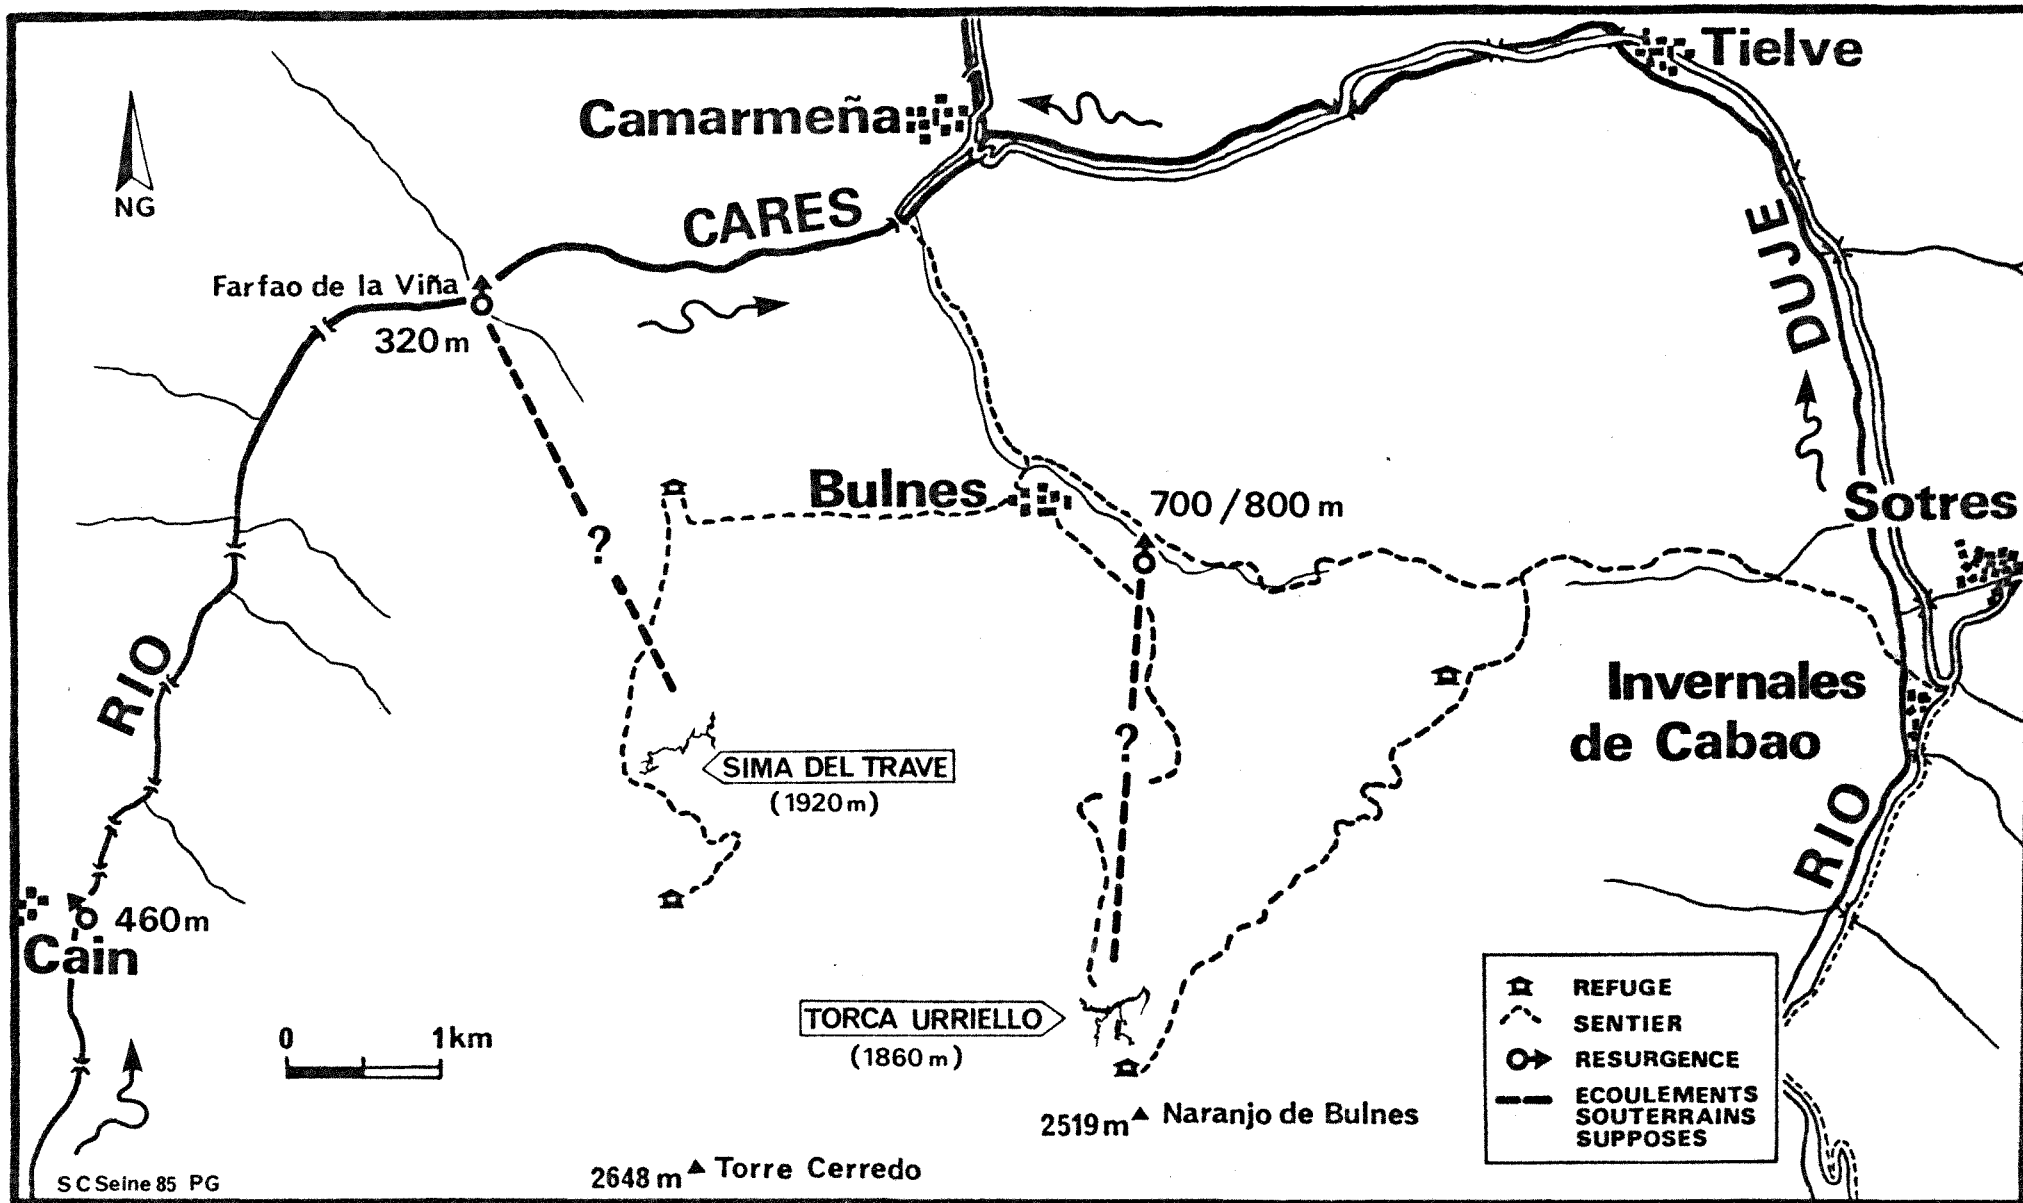 Tielve
Camarmeña
NG
CARES
DUJE
Farfao de la Viña
320m
?
Bulnes
700/800 m
Sotres
RIO
Invernales
de Cabao
?
SIMA DEL TRAVE
(1920 m)
RIO
460m
Cain
TORCA URRIELLO
(1860 m)
0 1km
2519 m Naranjo de Bulnes
2648 m Torre Cerredo
S C Seine 85 PG
REFUGE
SENTIER
RESURGENCE
ECOULEMENTS
SOUTERRAINS
SUPPOSES